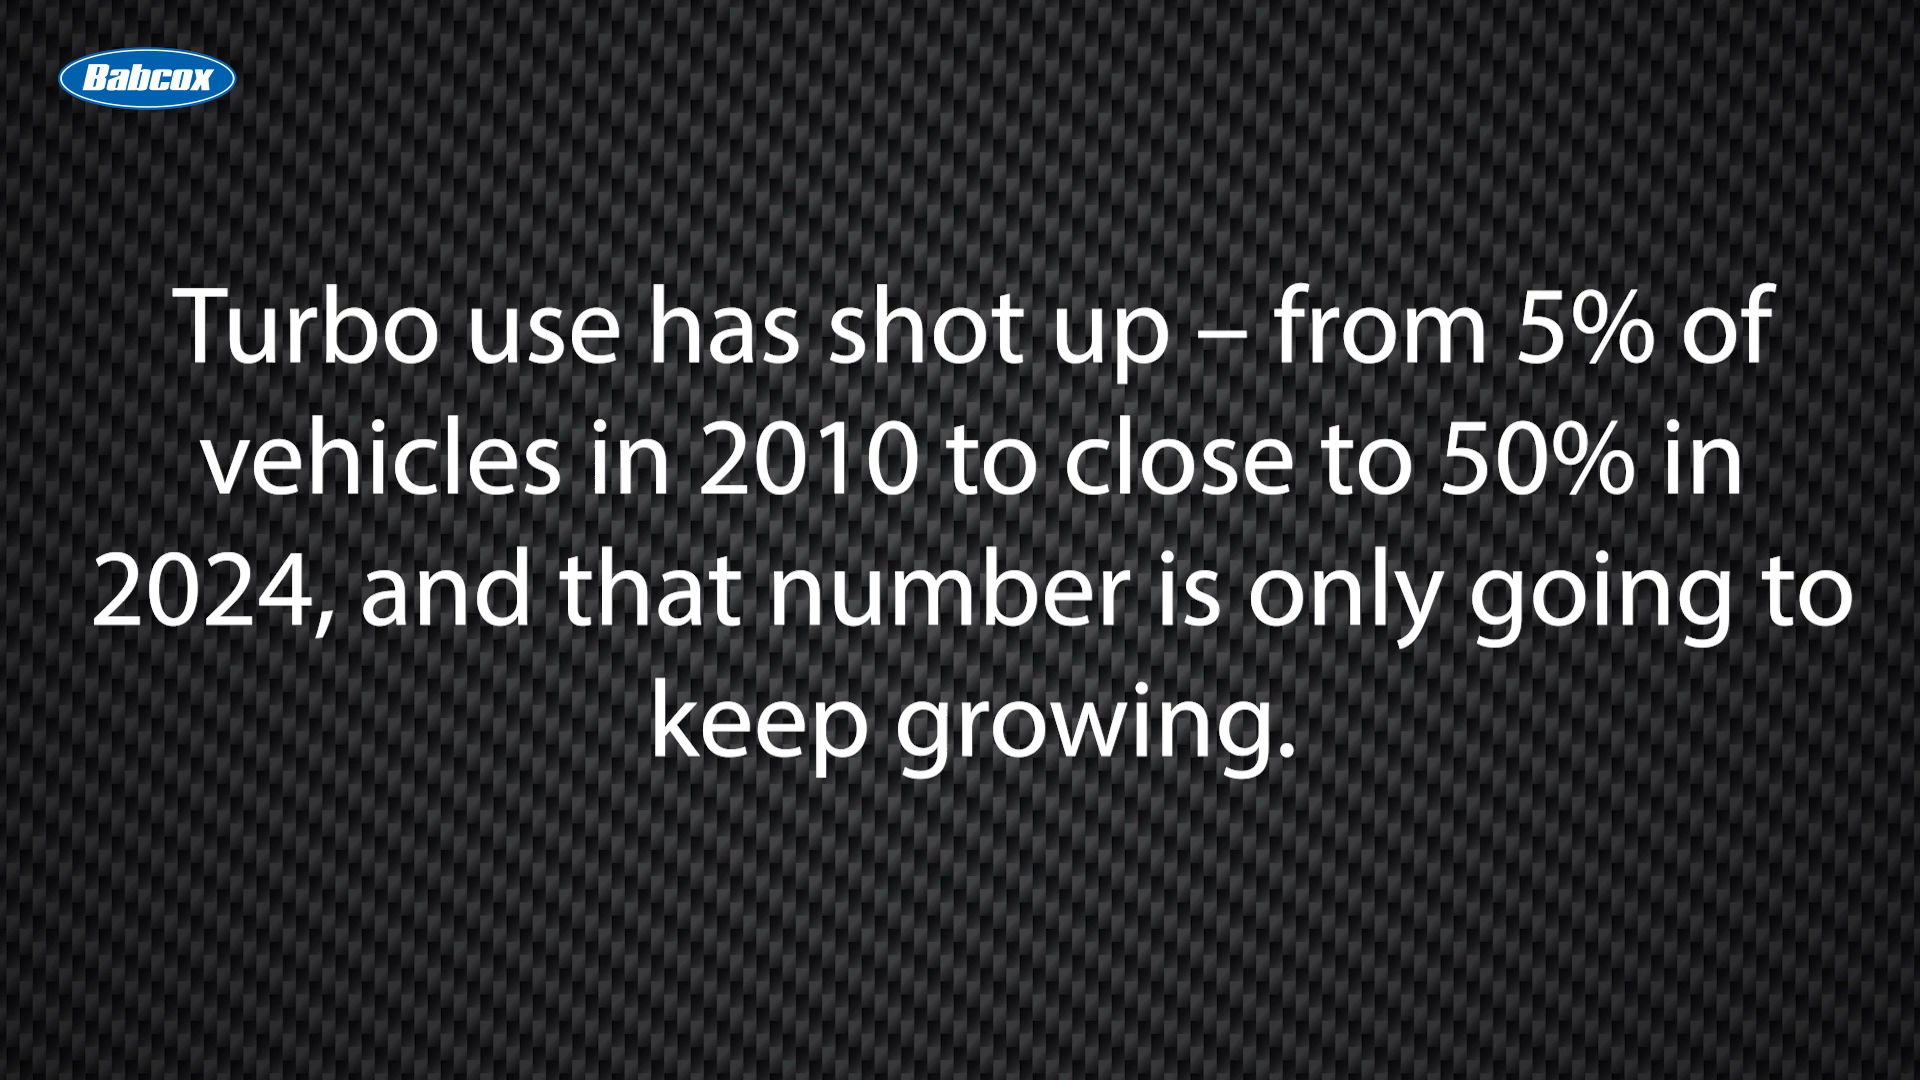 Babcox
Turbo use has shot up – from 5% of
vehicles in 2010 to close to 50% in
2024, and that number is only going to
keep growing.